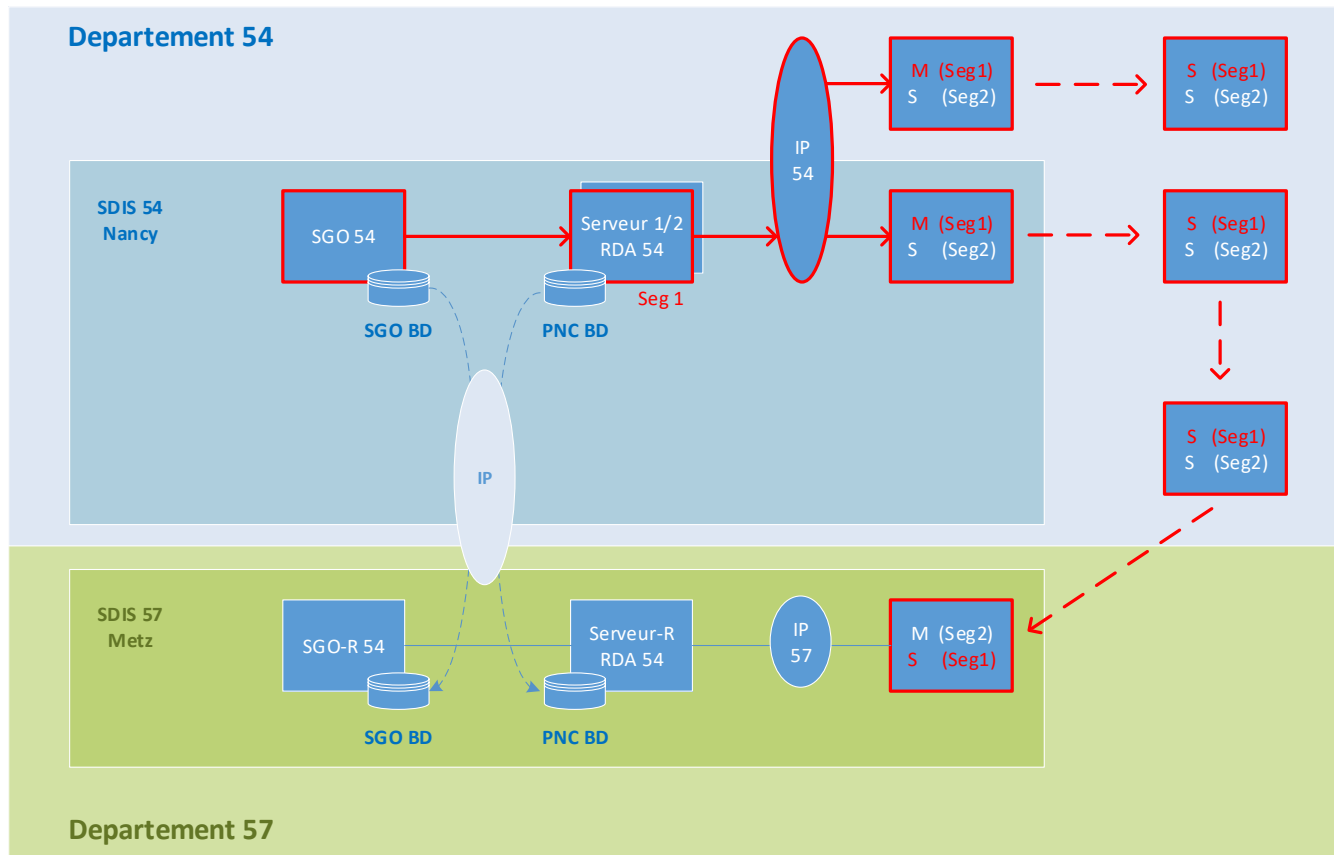 Departement 54
M (Seg1)
S (Seg2)
S (Seg1)
S (Seg2)
IP
54
SDIS 54
Nancy
SGO 54
Serveur 1/2
RDA 54
M (Seg1)
S (Seg2)
S (Seg1)
S (Seg2)
Seg 1
SGO BD
PNC BD
S (Seg1)
S (Seg2)
IP
SDIS 57
Metz
SGO-R 54
Serveur-R
RDA 54
IP
57
M (Seg2)
S (Seg1)
SGO BD
PNC BD
Departement 57